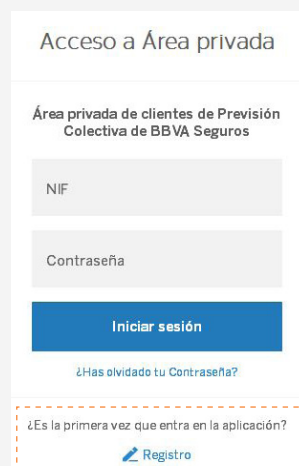 Acceso a Área privada
Área privada de clientes de Previsión
Colectiva de BBVA Seguros
NIF
Contraseña
Iniciar sesión
¿Has olvidado tu Contraseña?
¿Es la primera vez que entra en la aplicación?
Registro